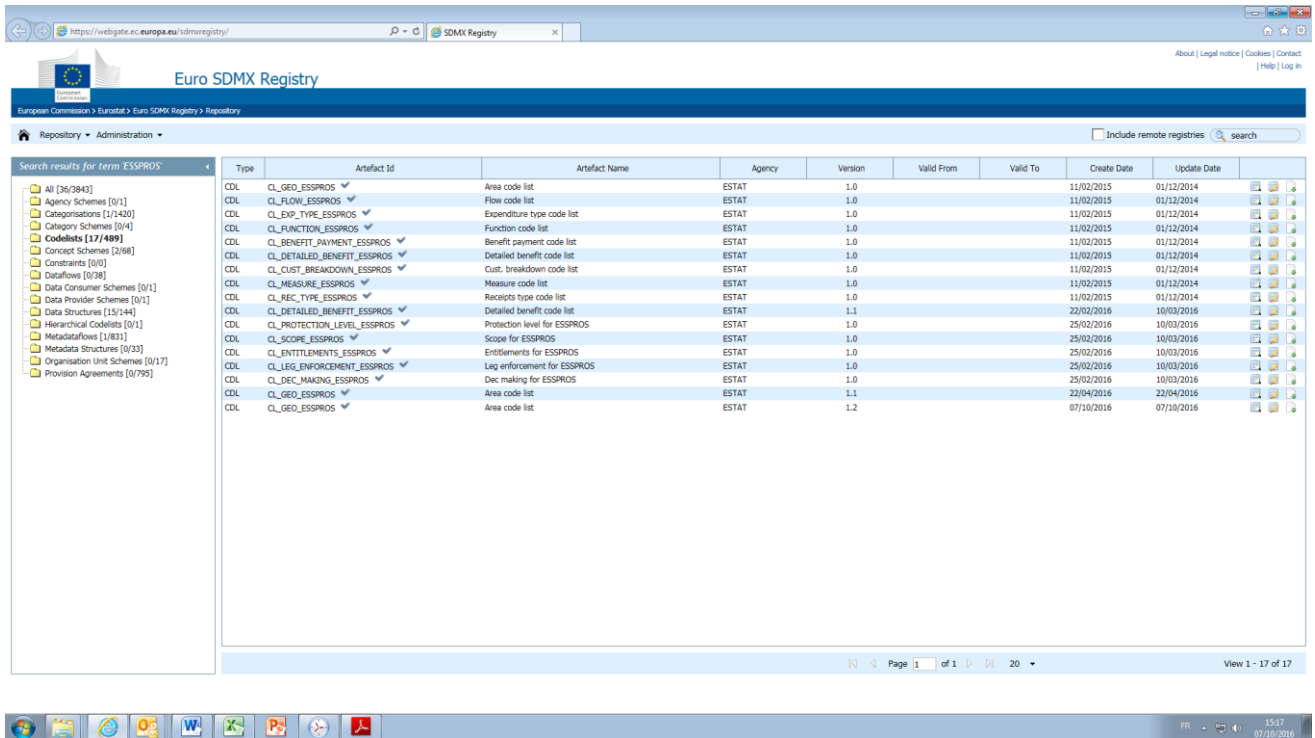 https://webgate.ec.europa.eu/sdmxregistry/
SDMX Registry
About | Legal notice | Cookies | Contact
| Help | Log in
European
Commission
Euro SDMX Registry
European Commission > Eurostat > Euro SDMX Registry > Repository
Repository Administration
Include remote registries search
Search results for term 'ESSPROS'
All [36/3843]
Agency Schemes [0/1]
Categorisations [1/1420]
Category Schemes [0/4]
Codelists [17/489]
Concept Schemes [2/68]
Constraints [0/0]
Dataflows [0/38]
Data Consumer Schemes [0/1]
Data Provider Schemes [0/1]
Data Structures [15/144]
Hierarchical Codelists [0/1]
Metadataflows [1/831]
Metadata Structures [0/33]
Organisation Unit Schemes [0/17]
Provision Agreements [0/795]
Type Artefact Id Artefact Name Agency Version Valid From Valid To Create Date Update Date
CDL CL_GEO_ESSPROS Area code list ESTAT 1.0 11/02/2015 01/12/2014
CDL CL_FLOW_ESSPROS Flow code list ESTAT 1.0 11/02/2015 01/12/2014
CDL CL_EXP_TYPE_ESSPROS Expenditure type code list ESTAT 1.0 11/02/2015 01/12/2014
CDL CL_FUNCTION_ESSPROS Function code list ESTAT 1.0 11/02/2015 01/12/2014
CDL CL_BENEFIT_PAYMENT_ESSPROS Benefit payment code list ESTAT 1.0 11/02/2015 01/12/2014
CDL CL_DETAILED_BENEFIT_ESSPROS Detailed benefit code list ESTAT 1.0 11/02/2015 01/12/2014
CDL CL_CUST_BREAKDOWN_ESSPROS Cust. breakdown code list ESTAT 1.0 11/02/2015 01/12/2014
CDL CL_MEASURE_ESSPROS Measure code list ESTAT 1.0 11/02/2015 01/12/2014
CDL CL_REC_TYPE_ESSPROS Receipts type code list ESTAT 1.0 11/02/2015 01/12/2014
CDL CL_DETAILED_BENEFIT_ESSPROS Detailed benefit code list ESTAT 1.1 22/02/2016 10/03/2016
CDL CL_PROTECTION_LEVEL_ESSPROS Protection level for ESSPROS ESTAT 1.0 25/02/2016 10/03/2016
CDL CL_SCOPE_ESSPROS Scope for ESSPROS ESTAT 1.0 25/02/2016 10/03/2016
CDL CL_ENTITLEMENTS_ESSPROS Entitlements for ESSPROS ESTAT 1.0 25/02/2016 10/03/2016
CDL CL_LEG_ENFORCEMENT_ESSPROS Leg enforcement for ESSPROS ESTAT 1.0 25/02/2016 10/03/2016
CDL CL_DEC_MAKING_ESSPROS Dec making for ESSPROS ESTAT 1.0 25/02/2016 10/03/2016
CDL CL_GEO_ESSPROS Area code list ESTAT 1.1 22/04/2016 22/04/2016
CDL CL_GEO_ESSPROS Area code list ESTAT 1.2 07/10/2016 07/10/2016
Page 1 of 1 20 View 1 - 17 of 17
FR 15:17
07/10/2016